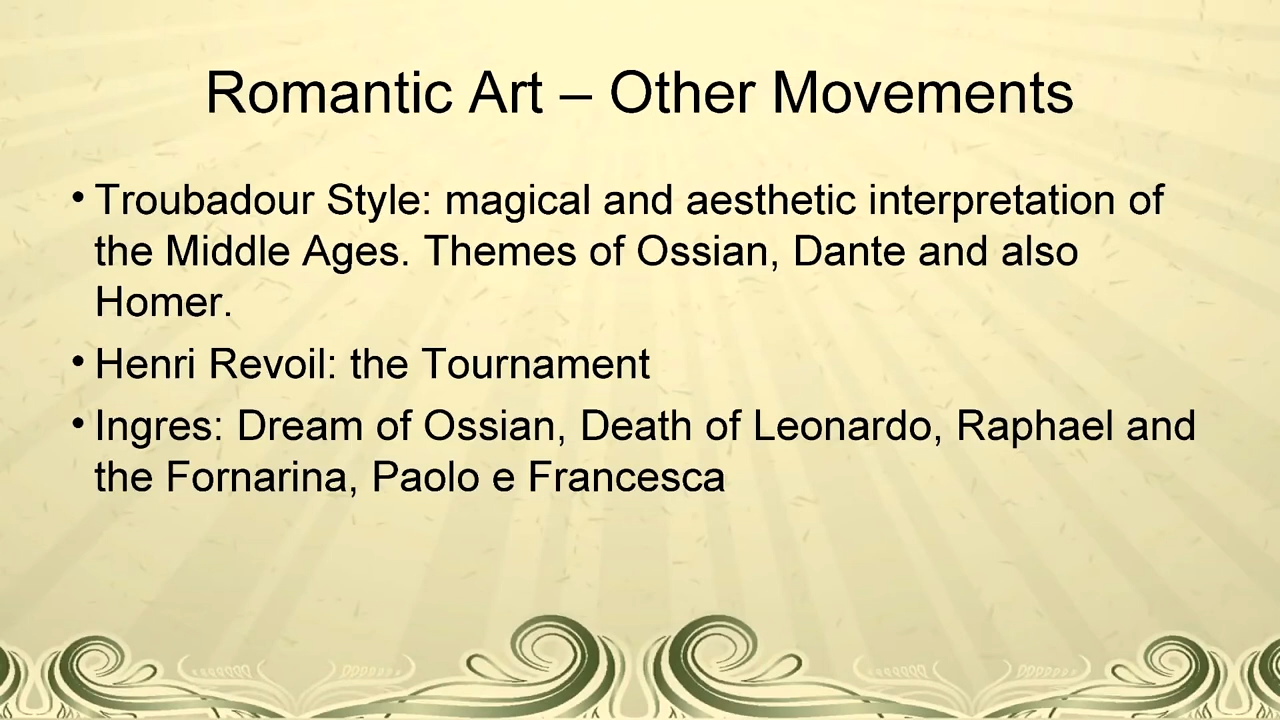 Romantic Art – Other Movements
• Troubadour Style: magical and aesthetic interpretation of
the Middle Ages. Themes of Ossian, Dante and also
Homer.
• Henri Revoil: the Tournament
• Ingres: Dream of Ossian, Death of Leonardo, Raphael and
the Fornarina, Paolo e Francesca